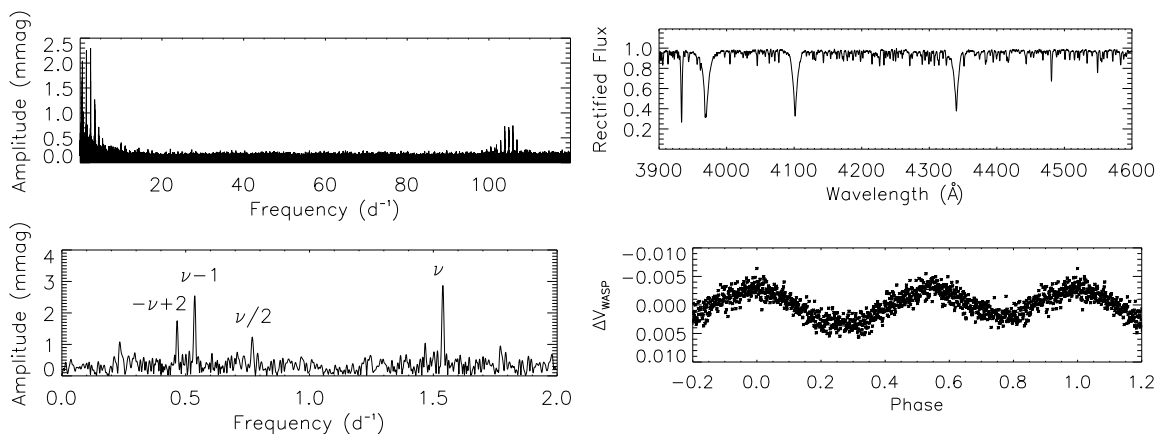 Amplitude (mmag)
2.5
2.0
1.5
1.0
0.5
0.0
20 40 60 80 100
Frequency (d⁻¹)
Rectified Flux
1.0
0.8
0.6
0.4
0.2
3900 4000 4100 4200 4300 4400 4500 4600
Wavelength (Å)
Amplitude (mmag)
4
3
2
1
0
ν−1
−ν+2
ν/2
ν
0.0 0.5 1.0 1.5 2.0
Frequency (d⁻¹)
ΔV_WASP
−0.010
−0.005
0.000
0.005
0.010
−0.2 0.0 0.2 0.4 0.6 0.8 1.0 1.2
Phase